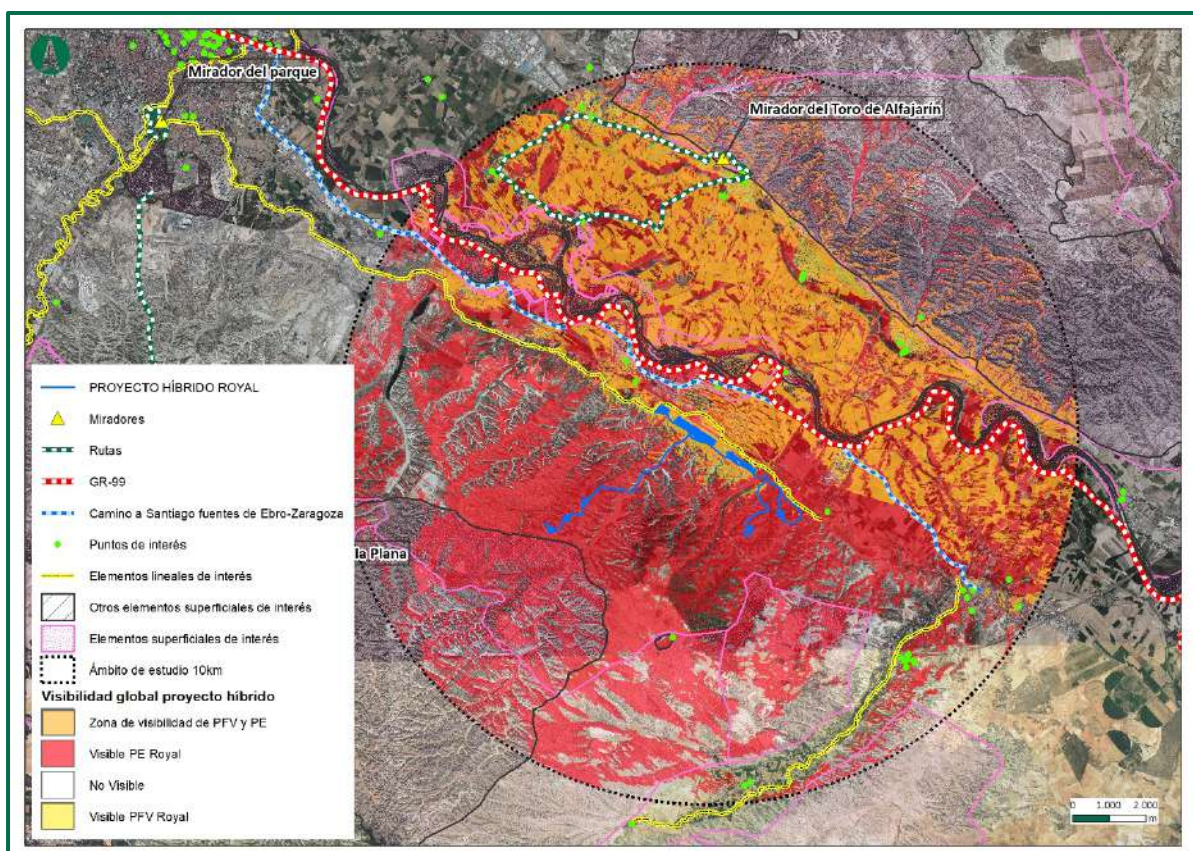 Mirador del parque
Mirador del Toro de Alfajarín
la Plana
PROYECTO HÍBRIDO ROYAL
Miradores
Rutas
GR-99
Camino a Santiago fuentes de Ebro-Zaragoza
Puntos de interés
Elementos lineales de interés
Otros elementos superficiales de interés
Elementos superficiales de interés
Ámbito de estudio 10km
Visibilidad global proyecto híbrido
Zona de visibilidad de PFV y PE
Visible PE Royal
No Visible
Visible PFV Royal
0 1.000 2.000
m